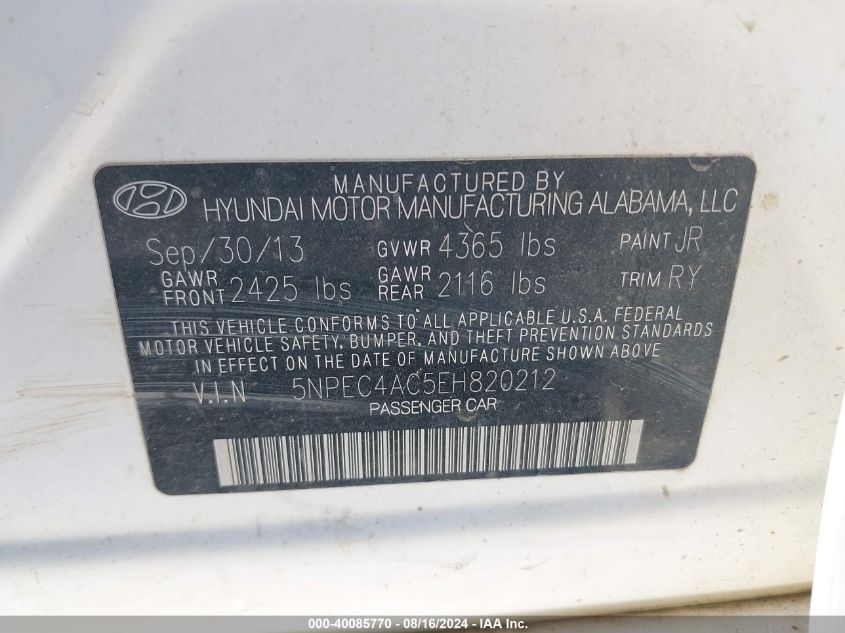 MANUFACTURED BY
HYUNDAI MOTOR MANUFACTURING ALABAMA, LLC
Sep/30/13 GVWR 4365 lbs PAINT JR
GAWR FRONT 2425 lbs GAWR REAR 2116 lbs TRIM RY
THIS VEHICLE CONFORMS TO ALL APPLICABLE U.S.A. FEDERAL
MOTOR VEHICLE SAFETY, BUMPER, AND THEFT PREVENTION STANDARDS
IN EFFECT ON THE DATE OF MANUFACTURE SHOWN ABOVE
V.I.N 5NPEC4AC5EH820212
PASSENGER CAR
000-40085770 - 08/16/2024 - IAA Inc.